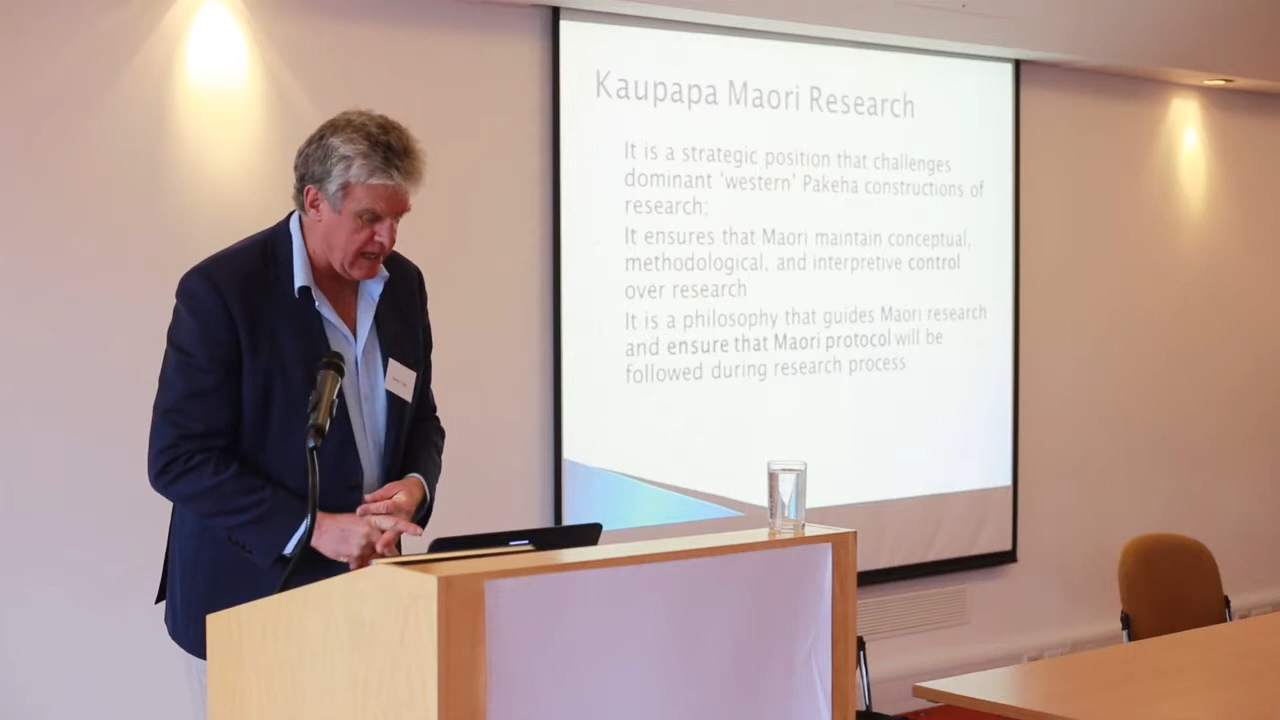 Kaupapa Maori Research
It is a strategic position that challenges
dominant 'western' Pakeha constructions of
research;
It ensures that Maori maintain conceptual,
methodological, and interpretive control
over research
It is a philosophy that guides Maori research
and ensure that Maori protocol will be
followed during research process